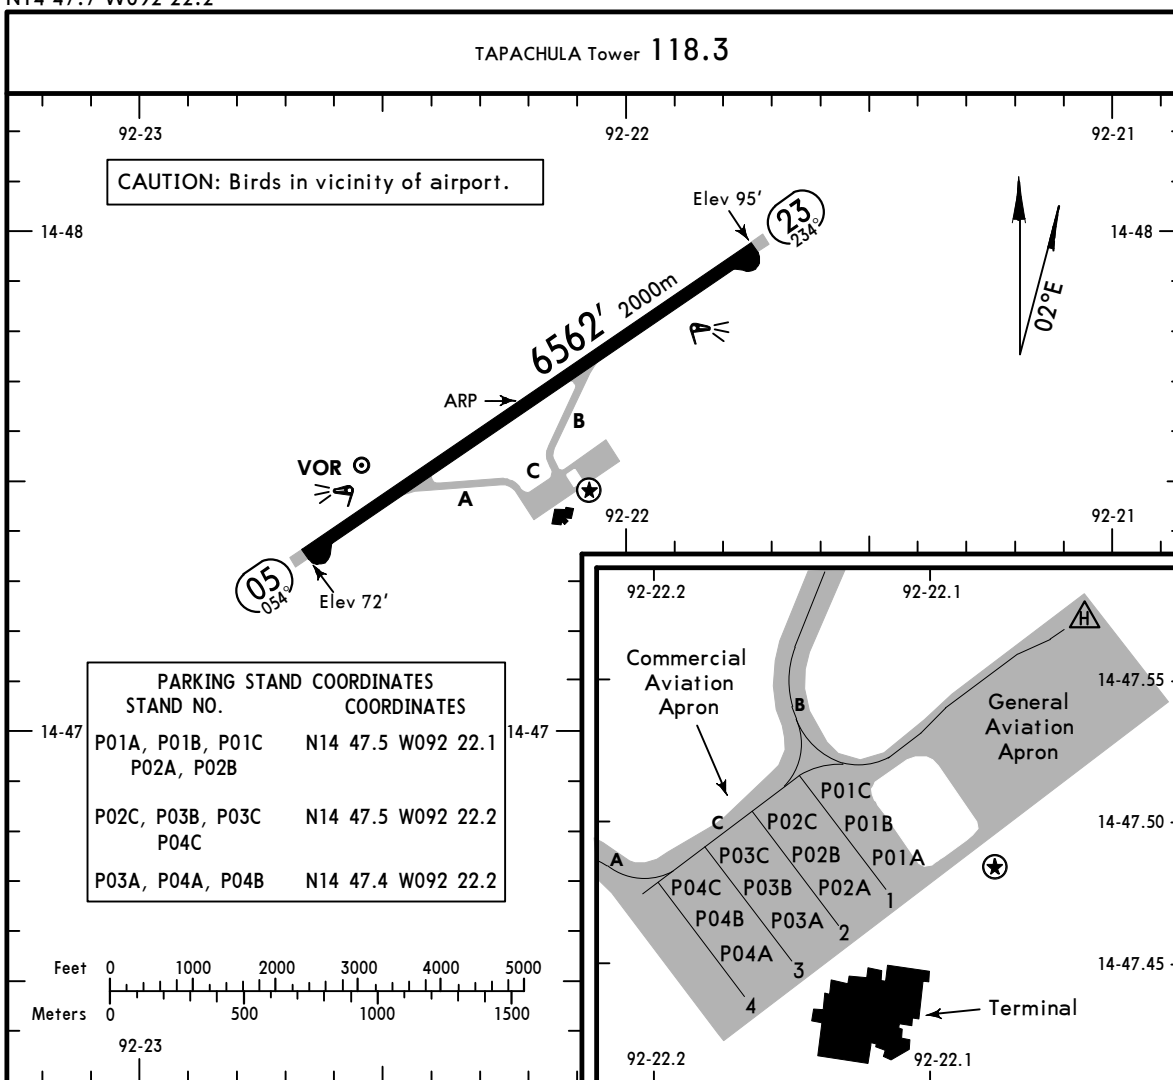 N14 47.7 W092 22.2
TAPACHULA Tower 118.3
92-23 92-22 92-21
CAUTION: Birds in vicinity of airport.
Elev 95'
23
234°
14-48 14-48
02°E
6562' 2000m
ARP
B
VOR
C
A
92-22 92-21
05
054°
Elev 72'
PARKING STAND COORDINATES
STAND NO. COORDINATES
P01A, P01B, P01C N14 47.5 W092 22.1
P02A, P02B
P02C, P03B, P03C N14 47.5 W092 22.2
P04C
P03A, P04A, P04B N14 47.4 W092 22.2
14-47 14-47
Feet 0 1000 2000 3000 4000 5000
Meters 0 500 1000 1500
92-23
92-22.2 92-22.1
H
Commercial
Aviation
Apron
14-47.55
General
Aviation
Apron
B
P01C
C P02C P01B
14-47.50
A P03C P02B P01A
P04C P03B P02A 1
P04B P03A 2
P04A 3
14-47.45
4
Terminal
92-22.2 92-22.1